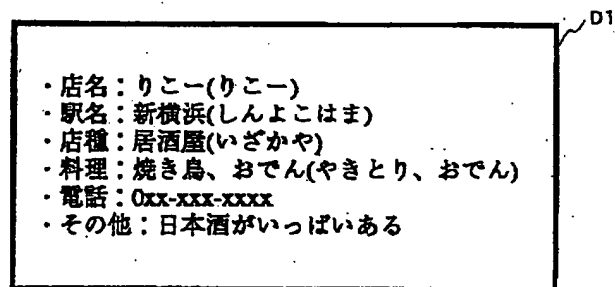 D1
・店名：りこー(りこー)
・駅名：新横浜(しんよこはま)
・店種：居酒屋(いざかや)
・料理：焼き鳥、おでん(やきとり、おでん)
・電話：0xx-xxx-xxxx
・その他：日本酒がいっぱいある